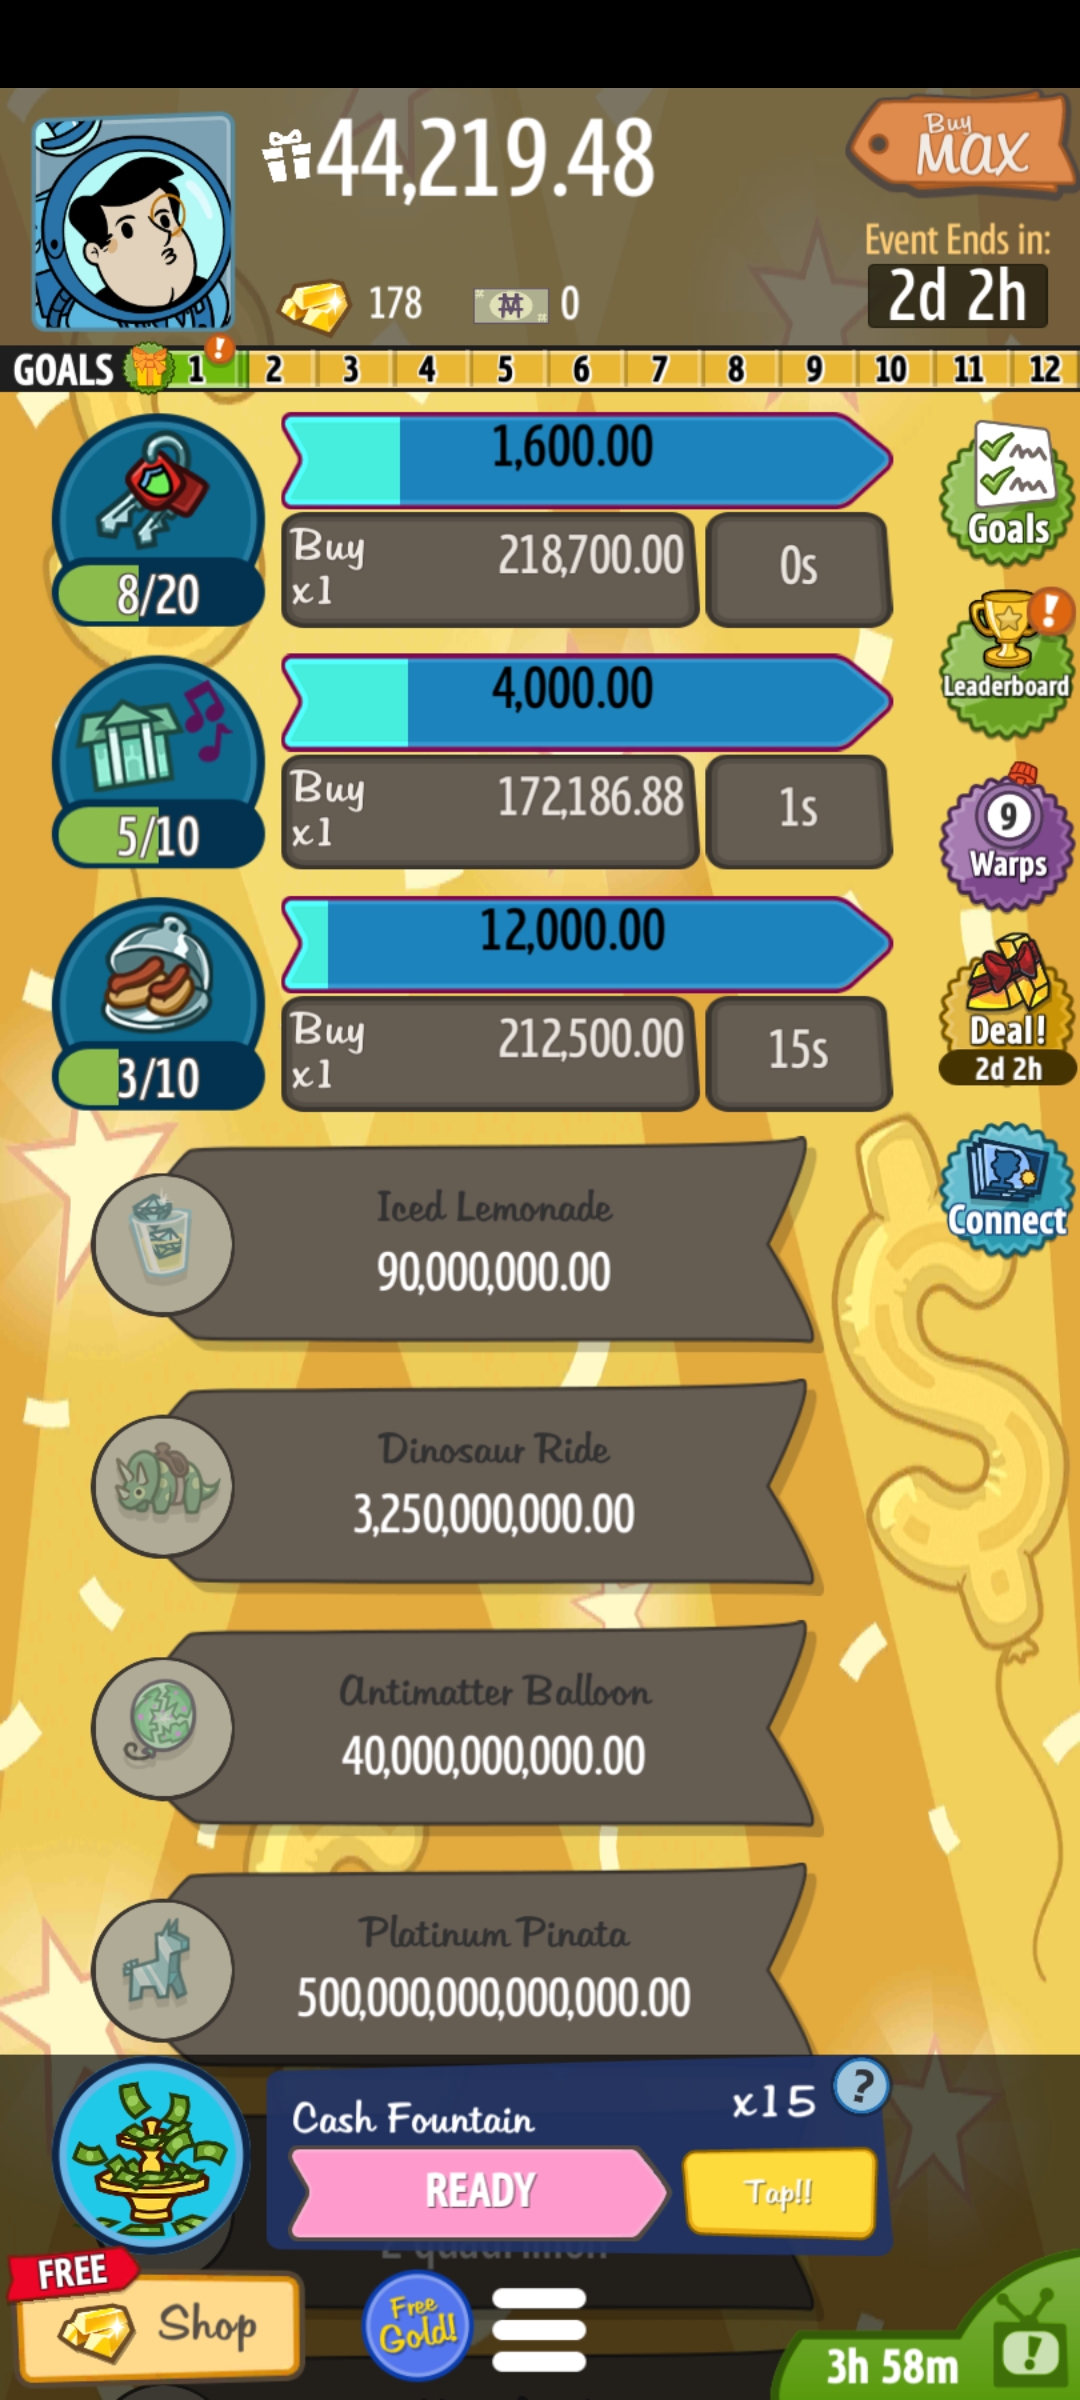 44,219.48
Buy
MAX
Event Ends in:
178
0
2d 2h
GOALS 1 2 3 4 5 6 7 8 9 10 11 12
1,600.00
Goals
Buy
x1
218,700.00
0s
8/20
4,000.00
Leaderboard
Buy
x1
172,186.88
1s
5/10
9
Warps
12,000.00
Buy
x1
212,500.00
15s
3/10
Deal!
2d 2h
Iced Lemonade
90,000,000.00
Connect
Dinosaur Ride
3,250,000,000.00
Antimatter Balloon
40,000,000,000.00
Platinum Pinata
500,000,000,000,000.00
Cash Fountain
x15
?
READY
Tap!!
FREE
Shop
Free
Gold!
3h 58m